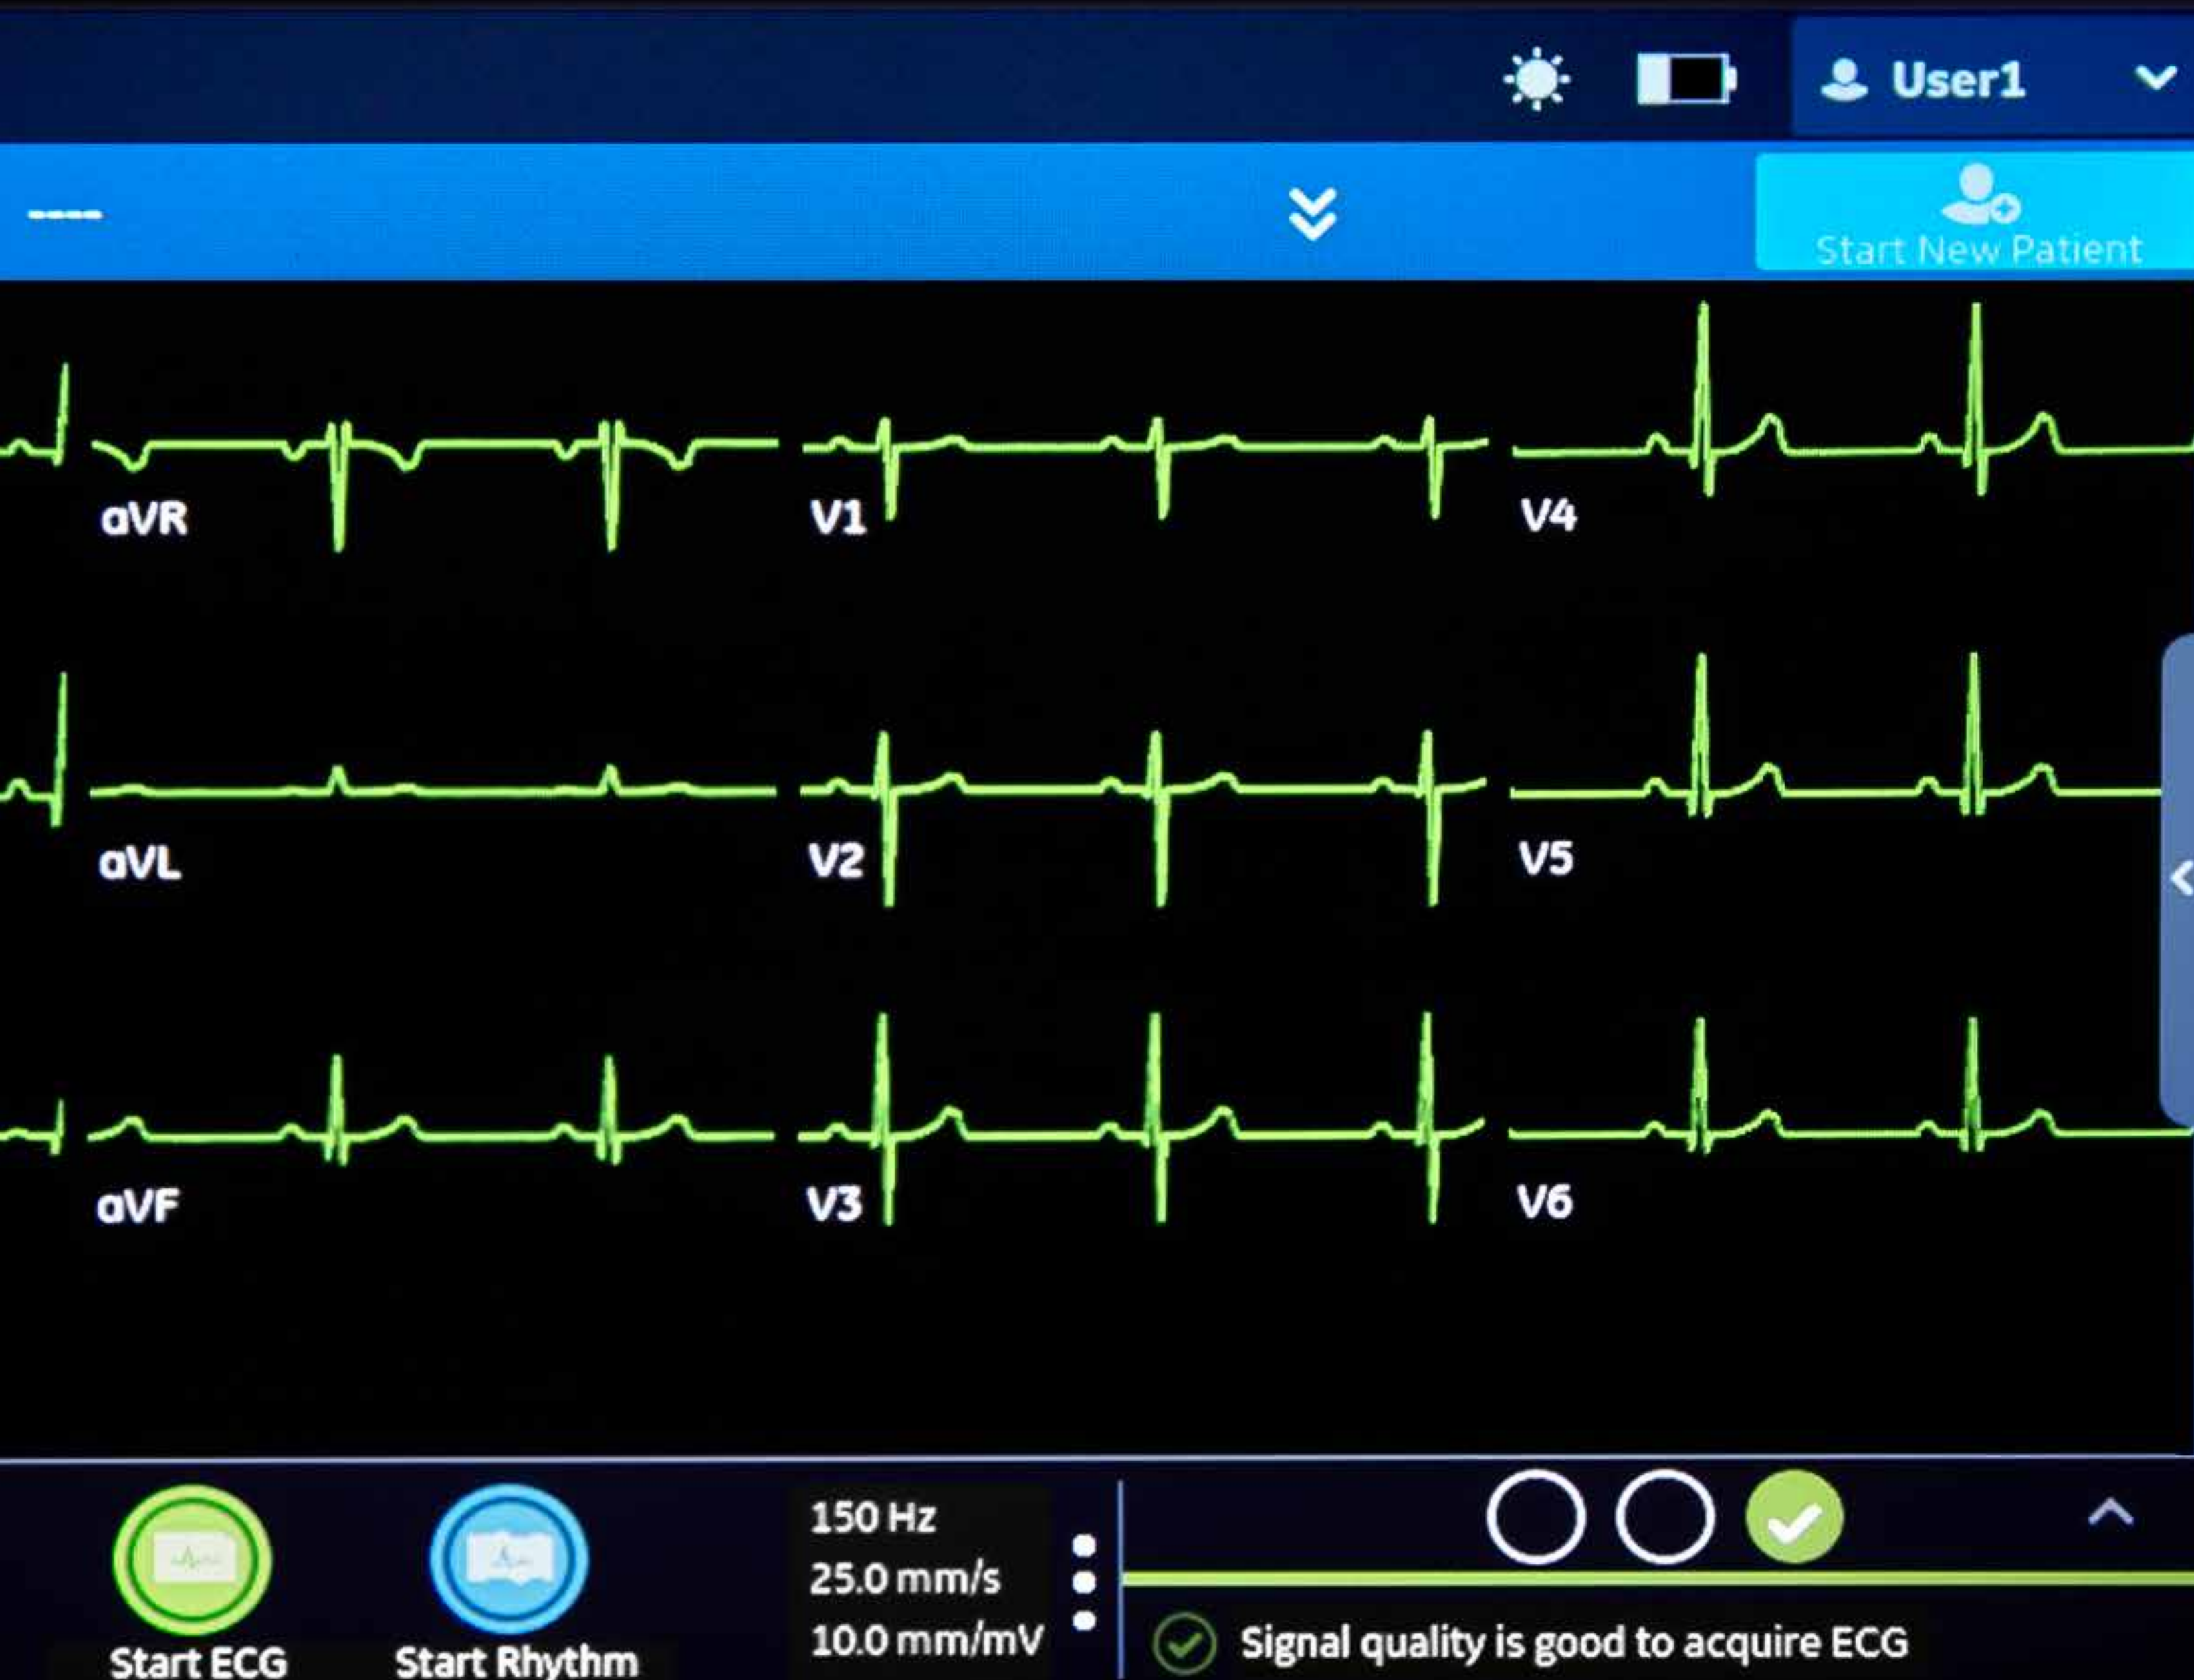 User1
----
Start New Patient
aVR
V1
V4
aVL
V2
V5
aVF
V3
V6
150 Hz
25.0 mm/s
10.0 mm/mV
Start ECG
Start Rhythm
Signal quality is good to acquire ECG